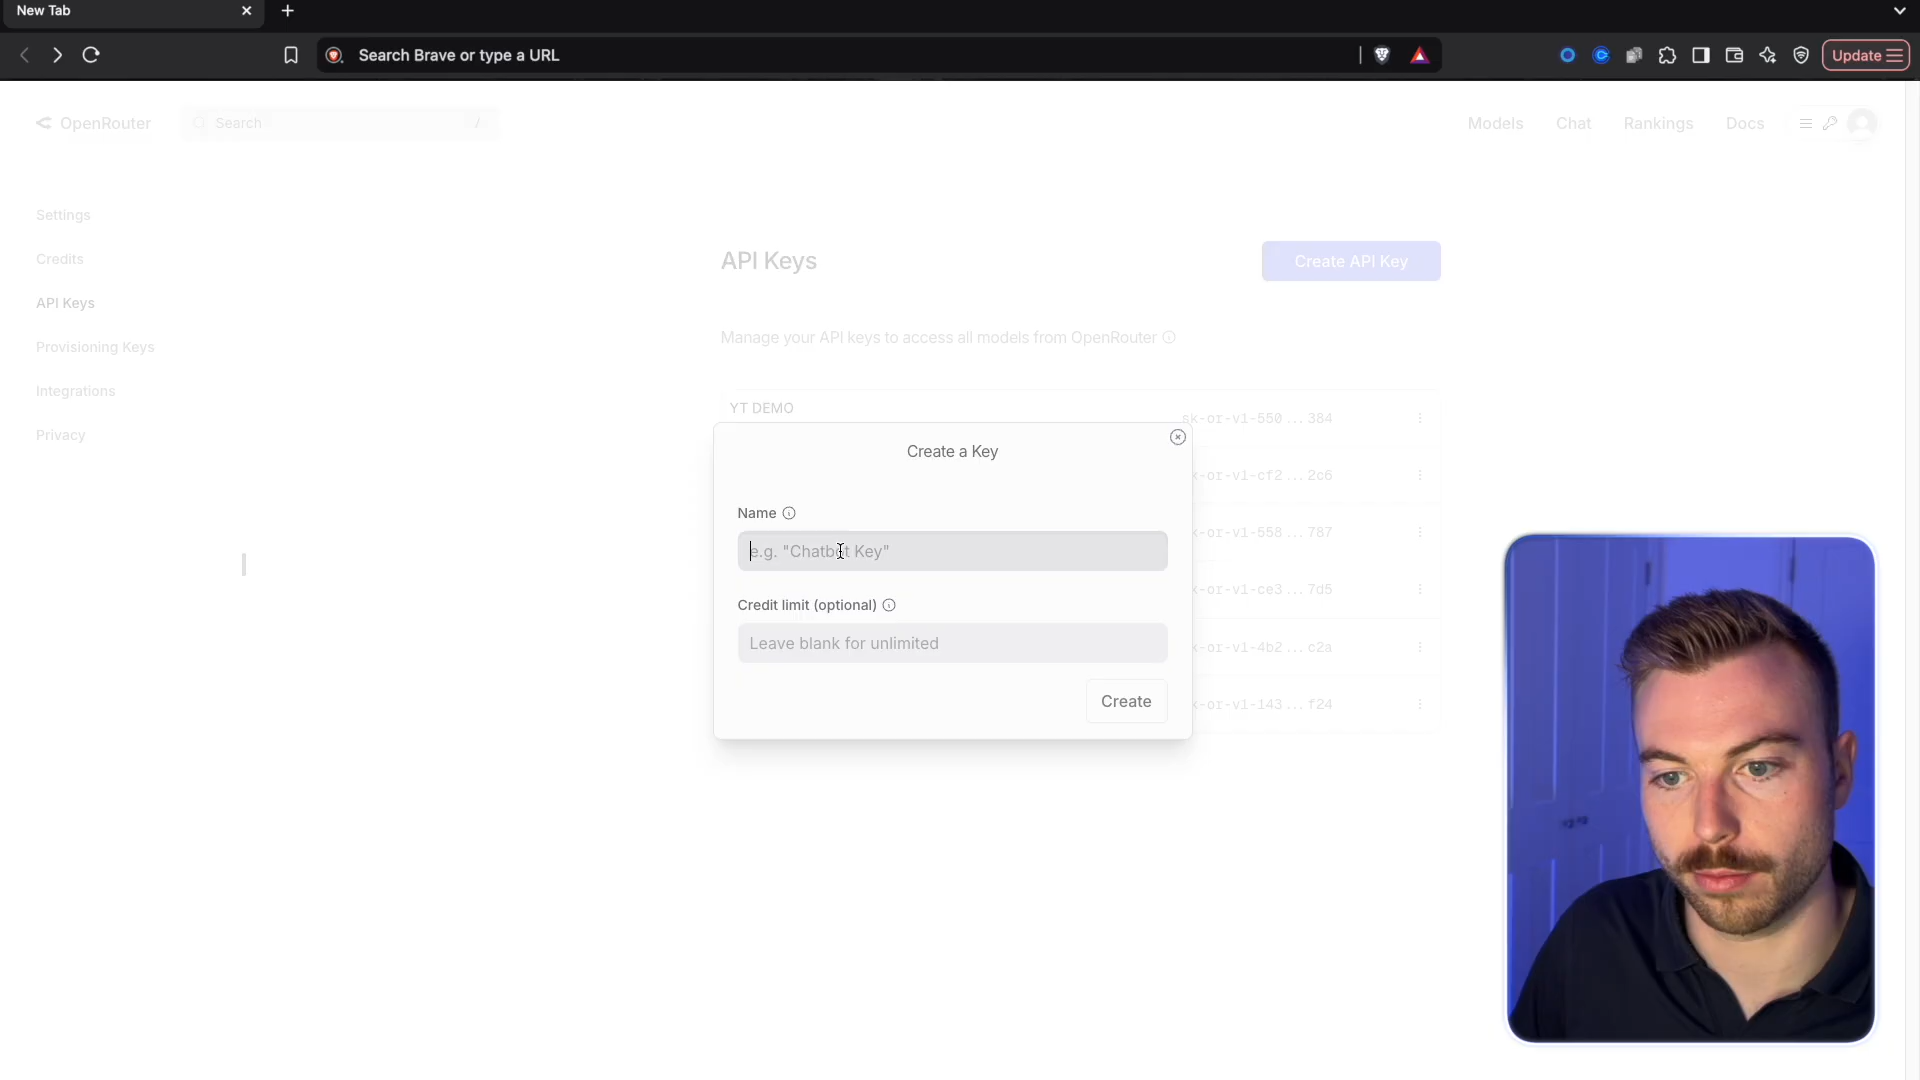 New Tab
Search Brave or type a URL
Update
OpenRouter
Search
/
Models
Chat
Rankings
Docs
Settings
Credits
API Keys
Provisioning Keys
Integrations
Privacy
API Keys
Create API Key
Manage your API keys to access all models from OpenRouter
YT DEMO
sk-or-v1-550...384
k-or-v1-cf2...2c6
k-or-v1-558...787
k-or-v1-ce3...7d5
k-or-v1-4b2...c2a
k-or-v1-143...f24
Create a Key
Name
e.g. "Chatbot Key"
Credit limit (optional)
Leave blank for unlimited
Create